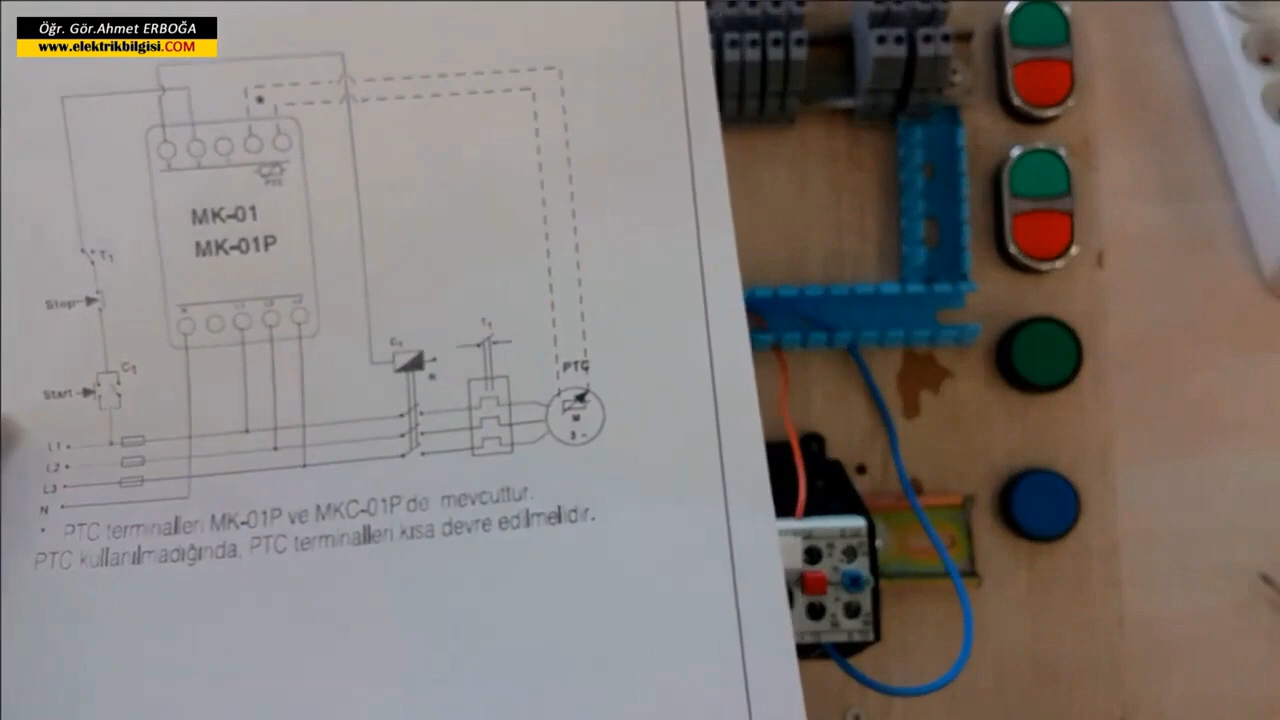 Öğr. Gör.Ahmet ERBOĞA
www.elektrikbilgisi.COM
*
PTC
MK-01
MK-01P
T1
Stop
C1
Start
C1
T1
PTC
M
3 ~
L1
L2
L3
N
* PTC terminalleri MK-01P ve MKC-01P'de mevcuttur.
PTC kullanılmadığında, PTC terminalleri kısa devre edilmelidir.